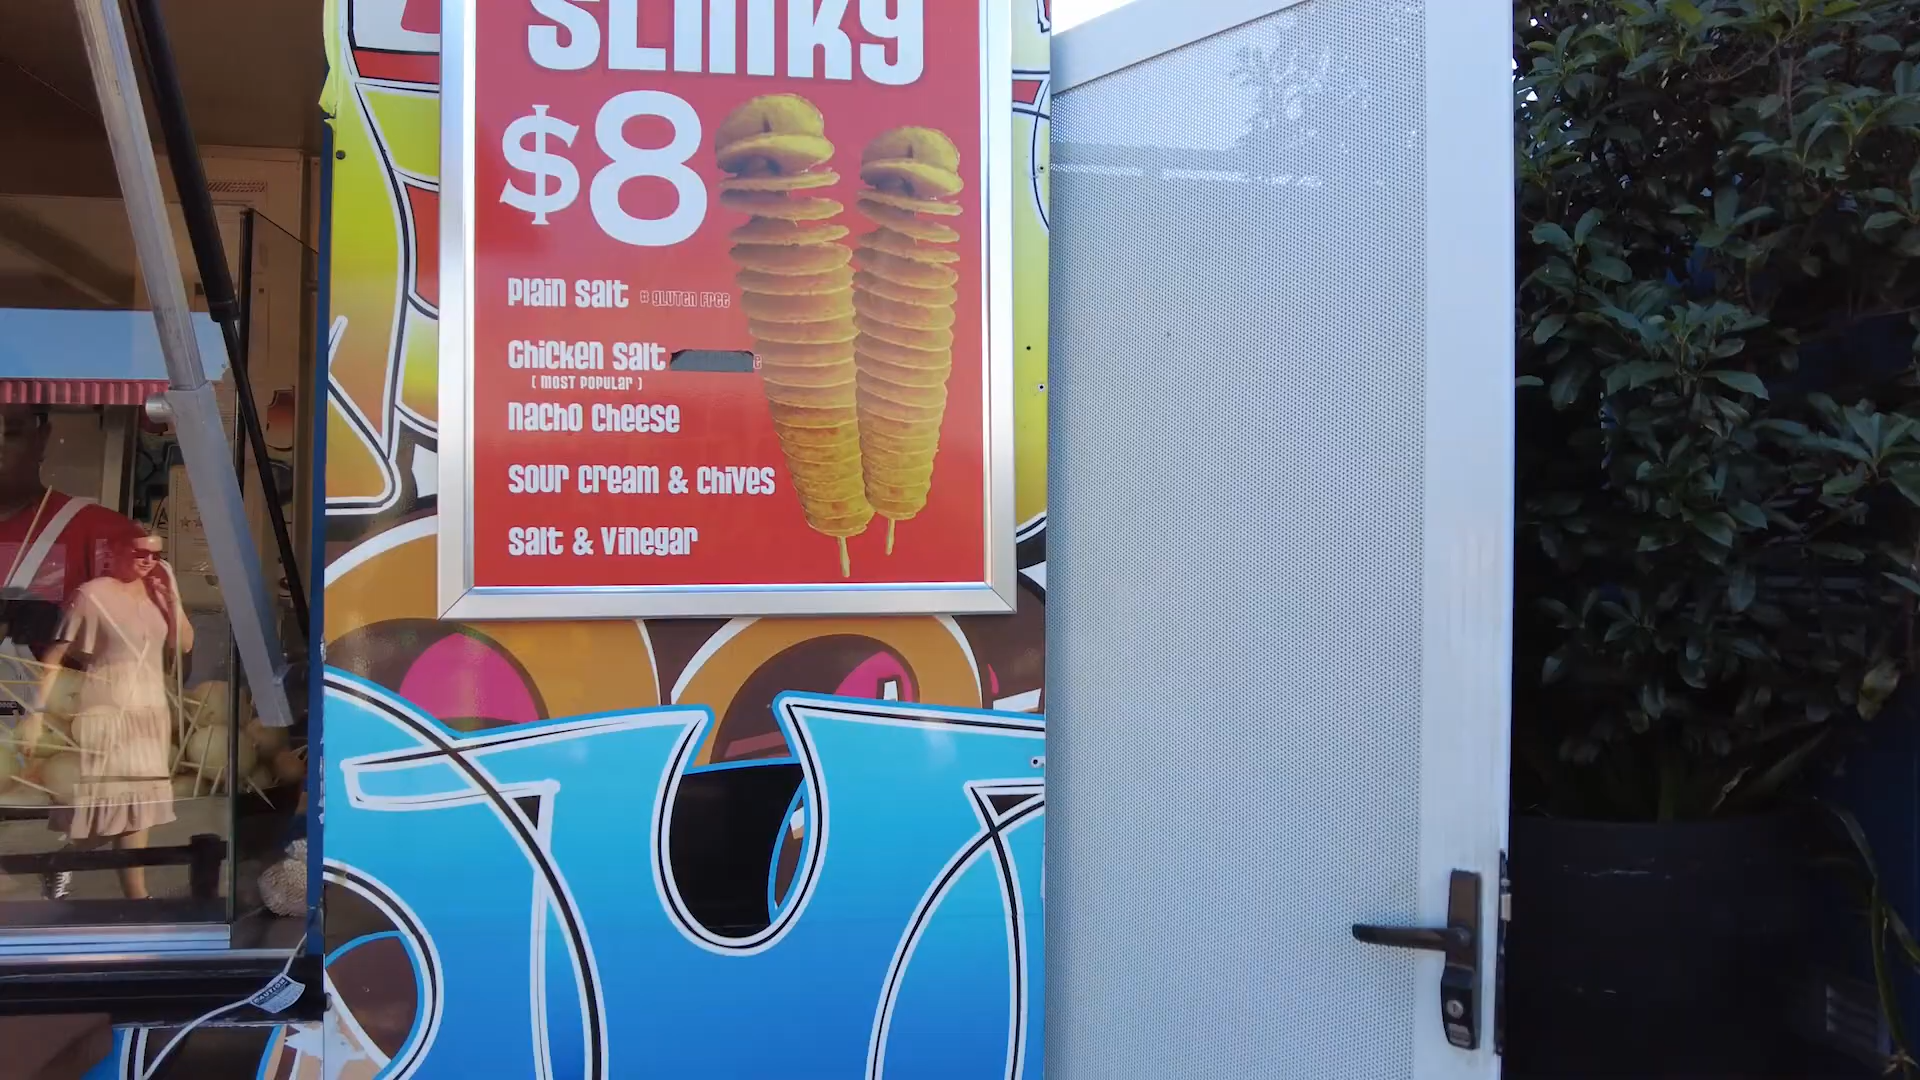 SLINKY
$8
Plain Salt # GLUTEN FREE
Chicken Salt
( MOST POPULAR )
Nacho Cheese
Sour Cream & Chives
Salt & Vinegar